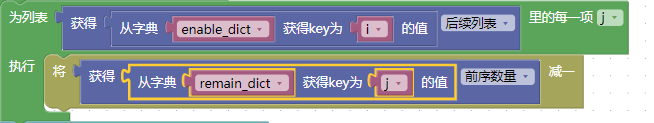 为列表 获得 从字典 enable_dict 获得key为 i 的值 后续列表 里的每一项 j
执行 将 获得 从字典 remain_dict 获得key为 j 的值 前序数量 减一